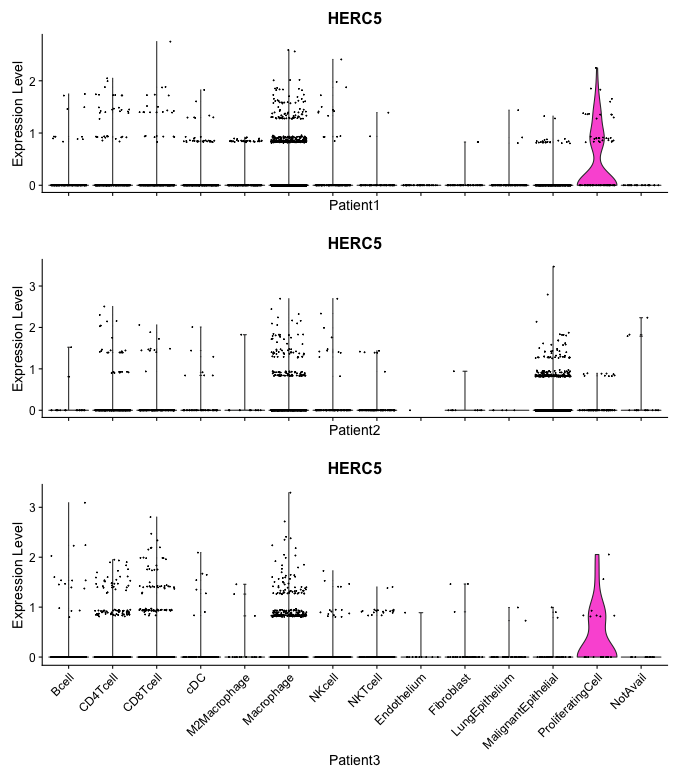 HERC5
Expression Level
2
1
0
Patient1
HERC5
Expression Level
3
2
1
0
Patient2
HERC5
Expression Level
3
2
1
0
Bcell
CD4Tcell
CD8Tcell
cDC
M2Macrophage
Macrophage
NKcell
NKTcell
Endothelium
Fibroblast
LungEpithelium
MalignantEpithelial
ProliferatingCell
NotAvail
Patient3